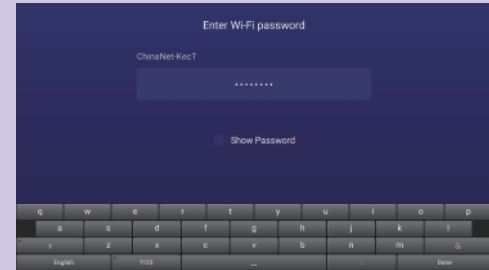 Enter Wi-Fi password
ChinaNet-KecT
••••••••
Show Password
q w e r t y u i o p
a s d f g h j k l
z x c v b n m
English ?123 Done